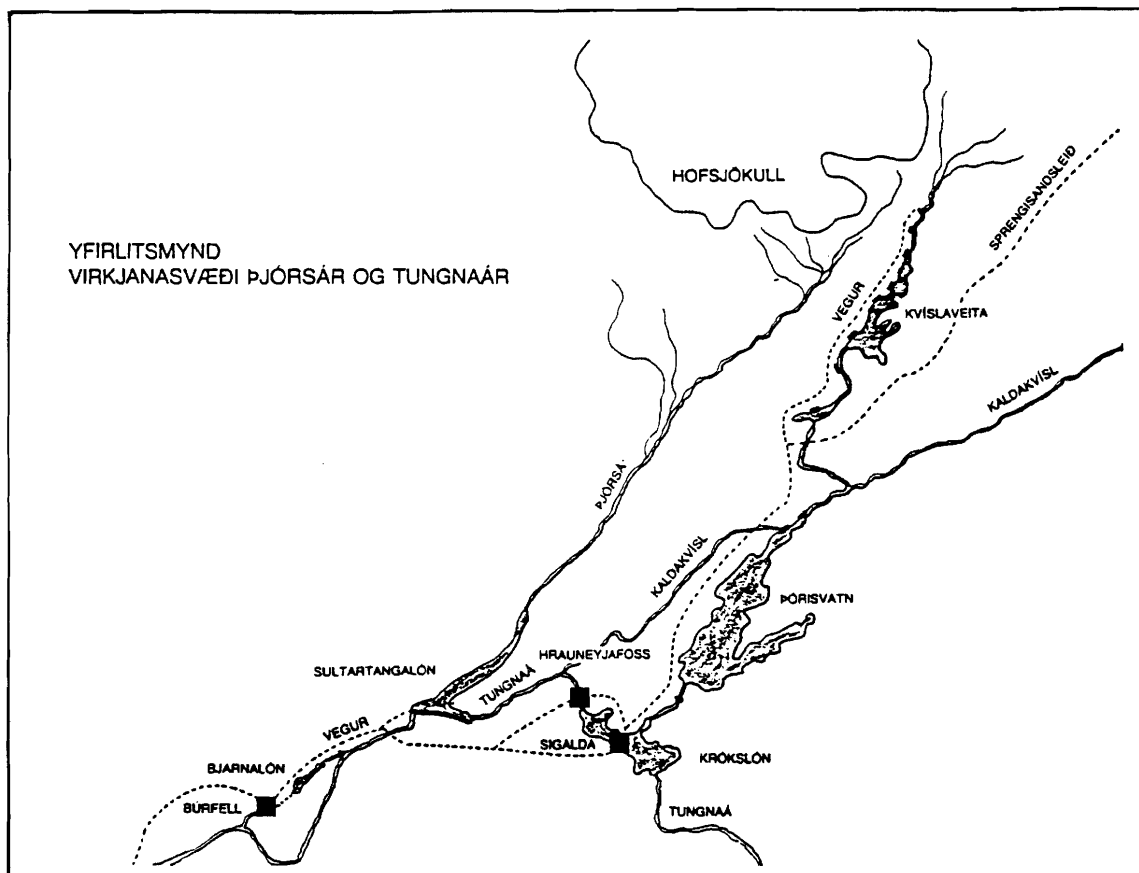 HOFSJÖKULL
YFIRLITSMYND
VIRKJANASVÆÐI ÞJÓRSÁR OG TUNGNAÁR
SPRENGISANDSLEIÐ
VEGUR
KVÍSLAVEITA
KALDAKVÍSL
ÞJÓRSÁ
KALDAKVÍSL
ÞÓRISVATN
HRAUNEYJAFOSS
SULTARTANGALÓN
TUNGNAÁ
VEGUR
SIGALDA
KRÓKSLÓN
BJARNALÓN
BÚRFELL
TUNGNAÁ